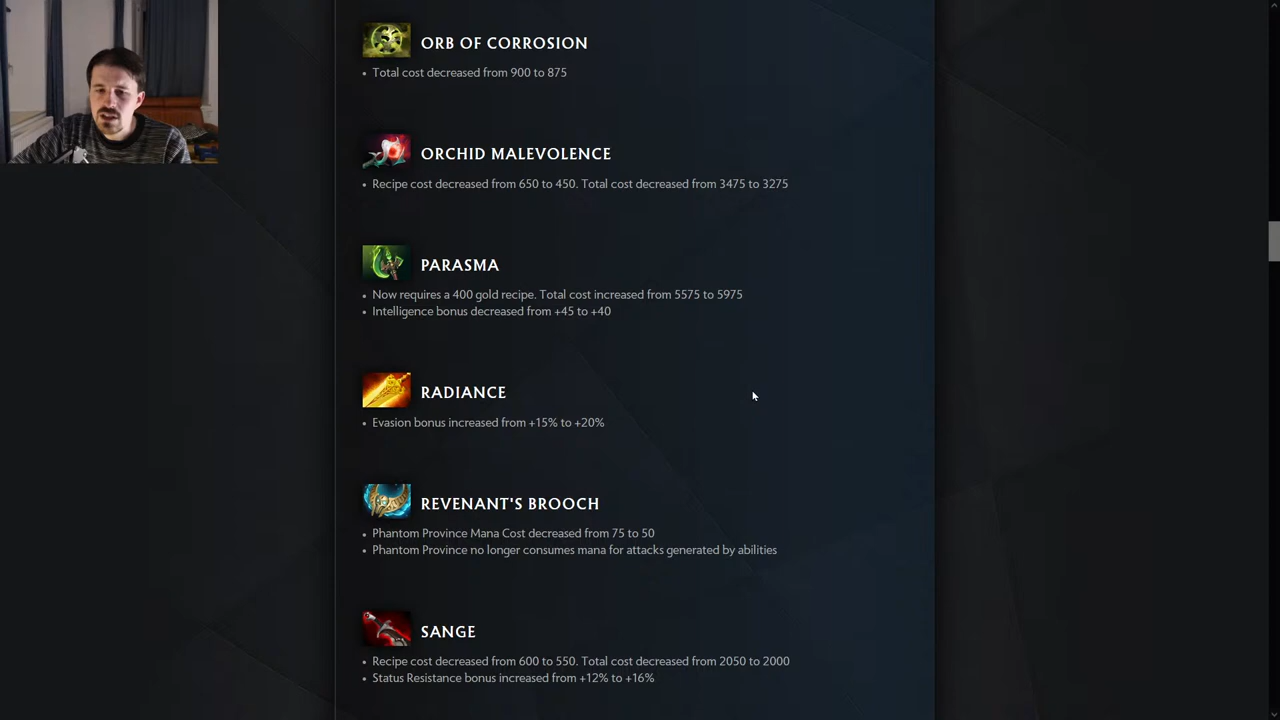 ORB OF CORROSION
• Total cost decreased from 900 to 875
ORCHID MALEVOLENCE
• Recipe cost decreased from 650 to 450. Total cost decreased from 3475 to 3275
PARASMA
• Now requires a 400 gold recipe. Total cost increased from 5575 to 5975
• Intelligence bonus decreased from +45 to +40
RADIANCE
• Evasion bonus increased from +15% to +20%
REVENANT'S BROOCH
• Phantom Province Mana Cost decreased from 75 to 50
• Phantom Province no longer consumes mana for attacks generated by abilities
SANGE
• Recipe cost decreased from 600 to 550. Total cost decreased from 2050 to 2000
• Status Resistance bonus increased from +12% to +16%